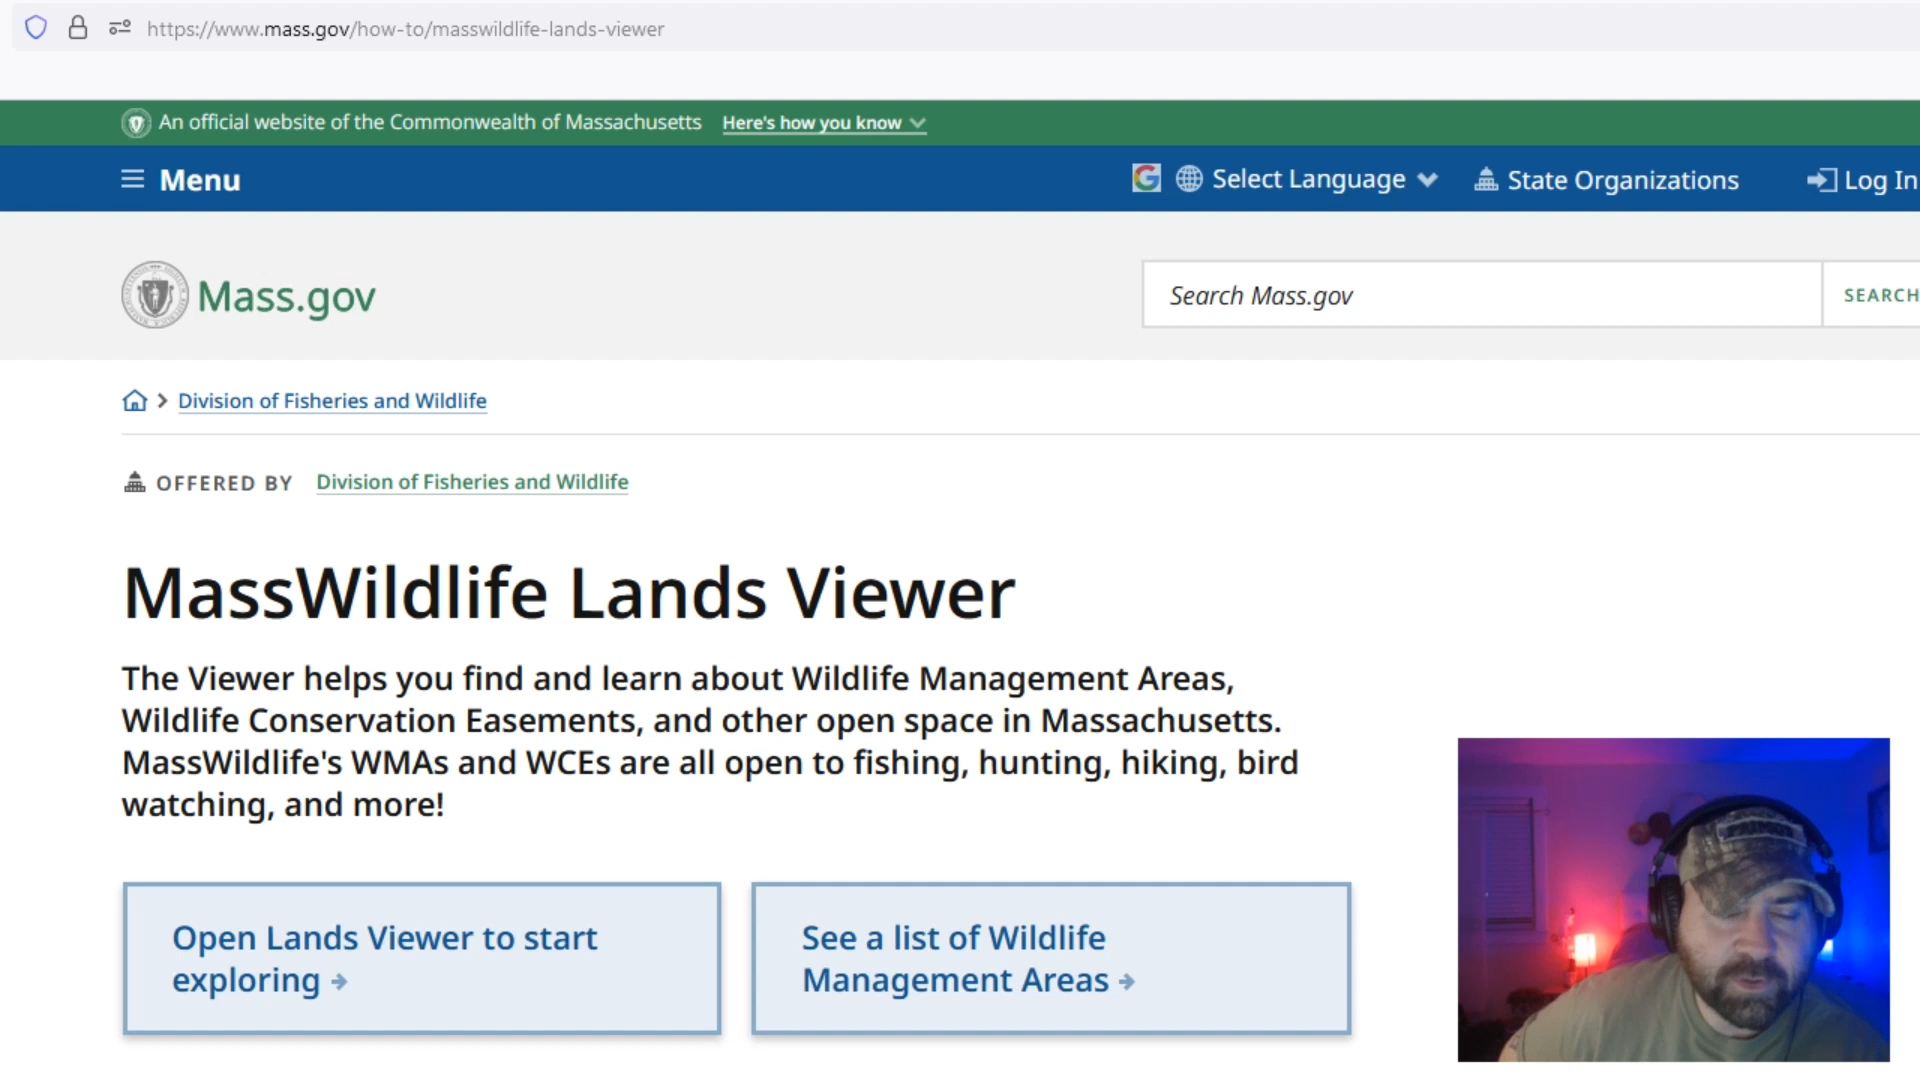 https://www.mass.gov/how-to/masswildlife-lands-viewer
An official website of the Commonwealth of Massachusetts Here's how you know
Menu Select Language State Organizations Log In
Mass.gov Search Mass.gov SEARCH
Division of Fisheries and Wildlife
OFFERED BY Division of Fisheries and Wildlife
MassWildlife Lands Viewer
The Viewer helps you find and learn about Wildlife Management Areas,
Wildlife Conservation Easements, and other open space in Massachusetts.
MassWildlife's WMAs and WCEs are all open to fishing, hunting, hiking, bird
watching, and more!
Open Lands Viewer to start
exploring
See a list of Wildlife
Management Areas